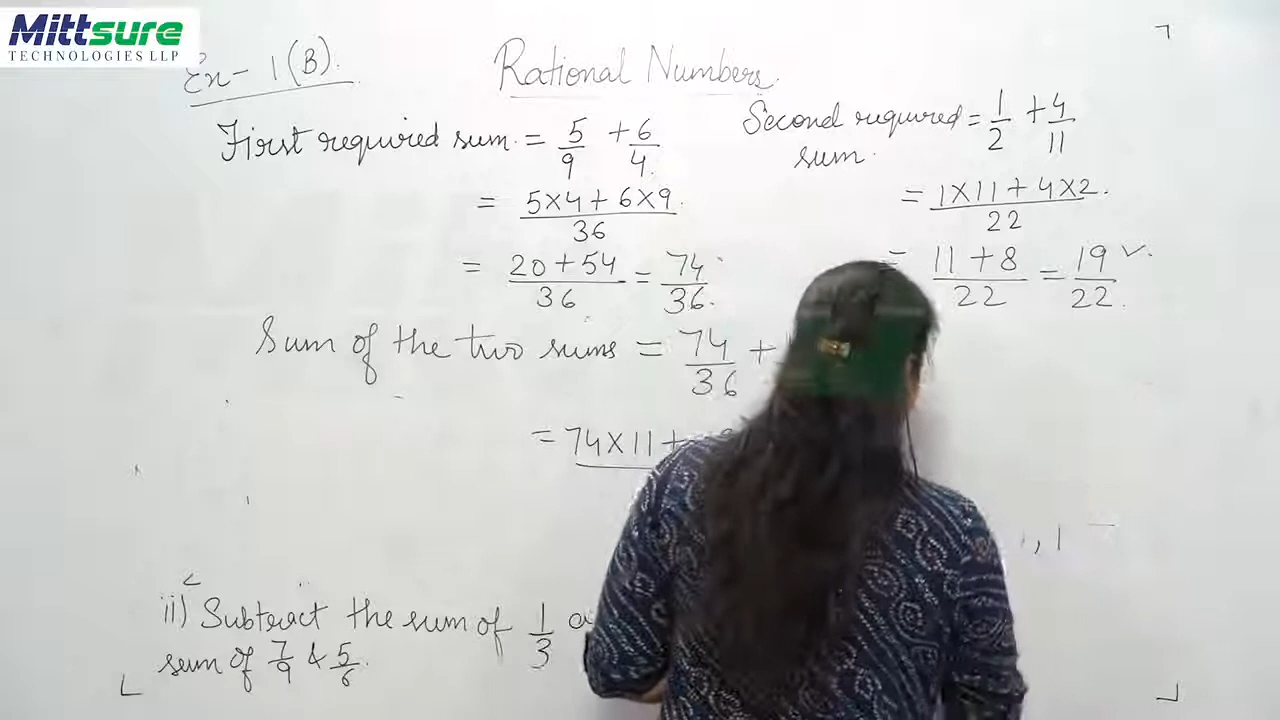 Mittsure
TECHNOLOGIES LLP
Ex- 1(B).
Rational Numbers.
First required sum. = 5/9 + 6/4.
= 5×4+6×9/36
= 20+54/36 = 74/36.
Second required sum. = 1/2 + 4/11
= 1×11+4×2./22
= 11+8/22 = 19/22.
Sum of the two sums = 74/36 +
= 74×11+
, 1
ii) Subtract the sum of 1/3
sum of 7/9 & 5/6.